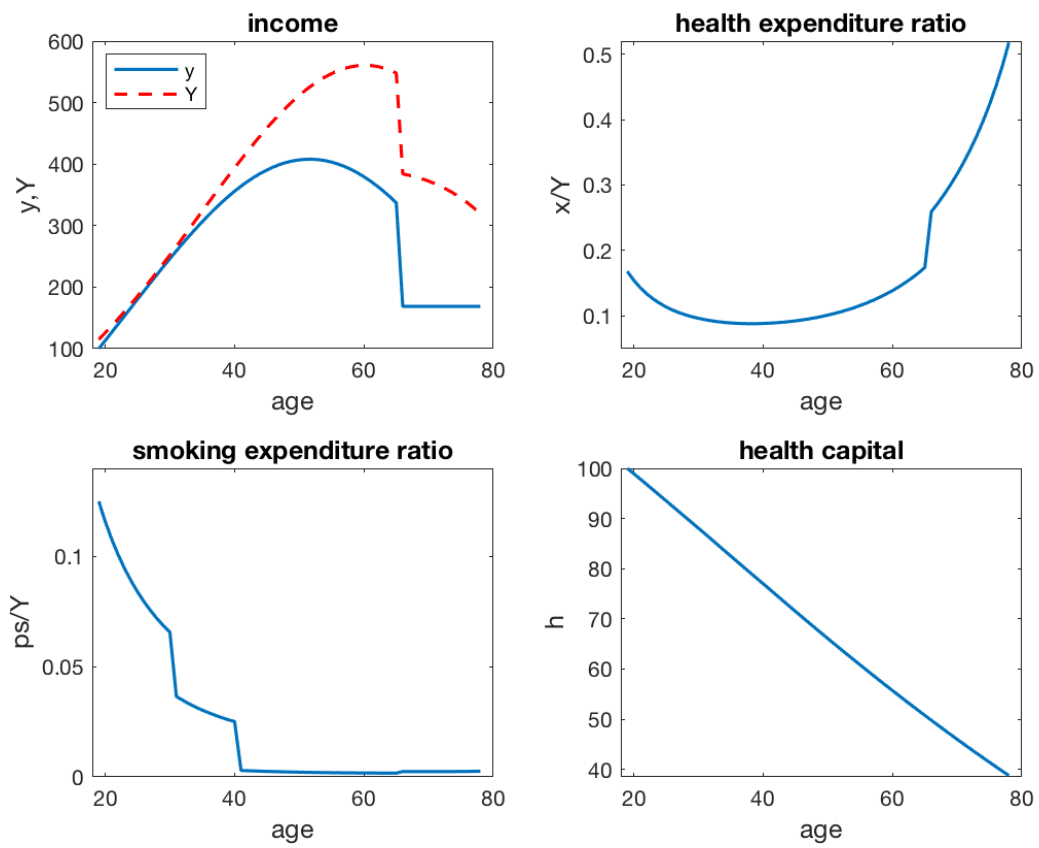 income
600
500
400
300
200
100
y,Y
y
Y
20 40 60 80
age
health expenditure ratio
0.5
0.4
0.3
0.2
0.1
x/Y
20 40 60 80
age
smoking expenditure ratio
0.1
0.05
0
ps/Y
20 40 60 80
age
health capital
100
90
80
70
60
50
40
h
20 40 60 80
age